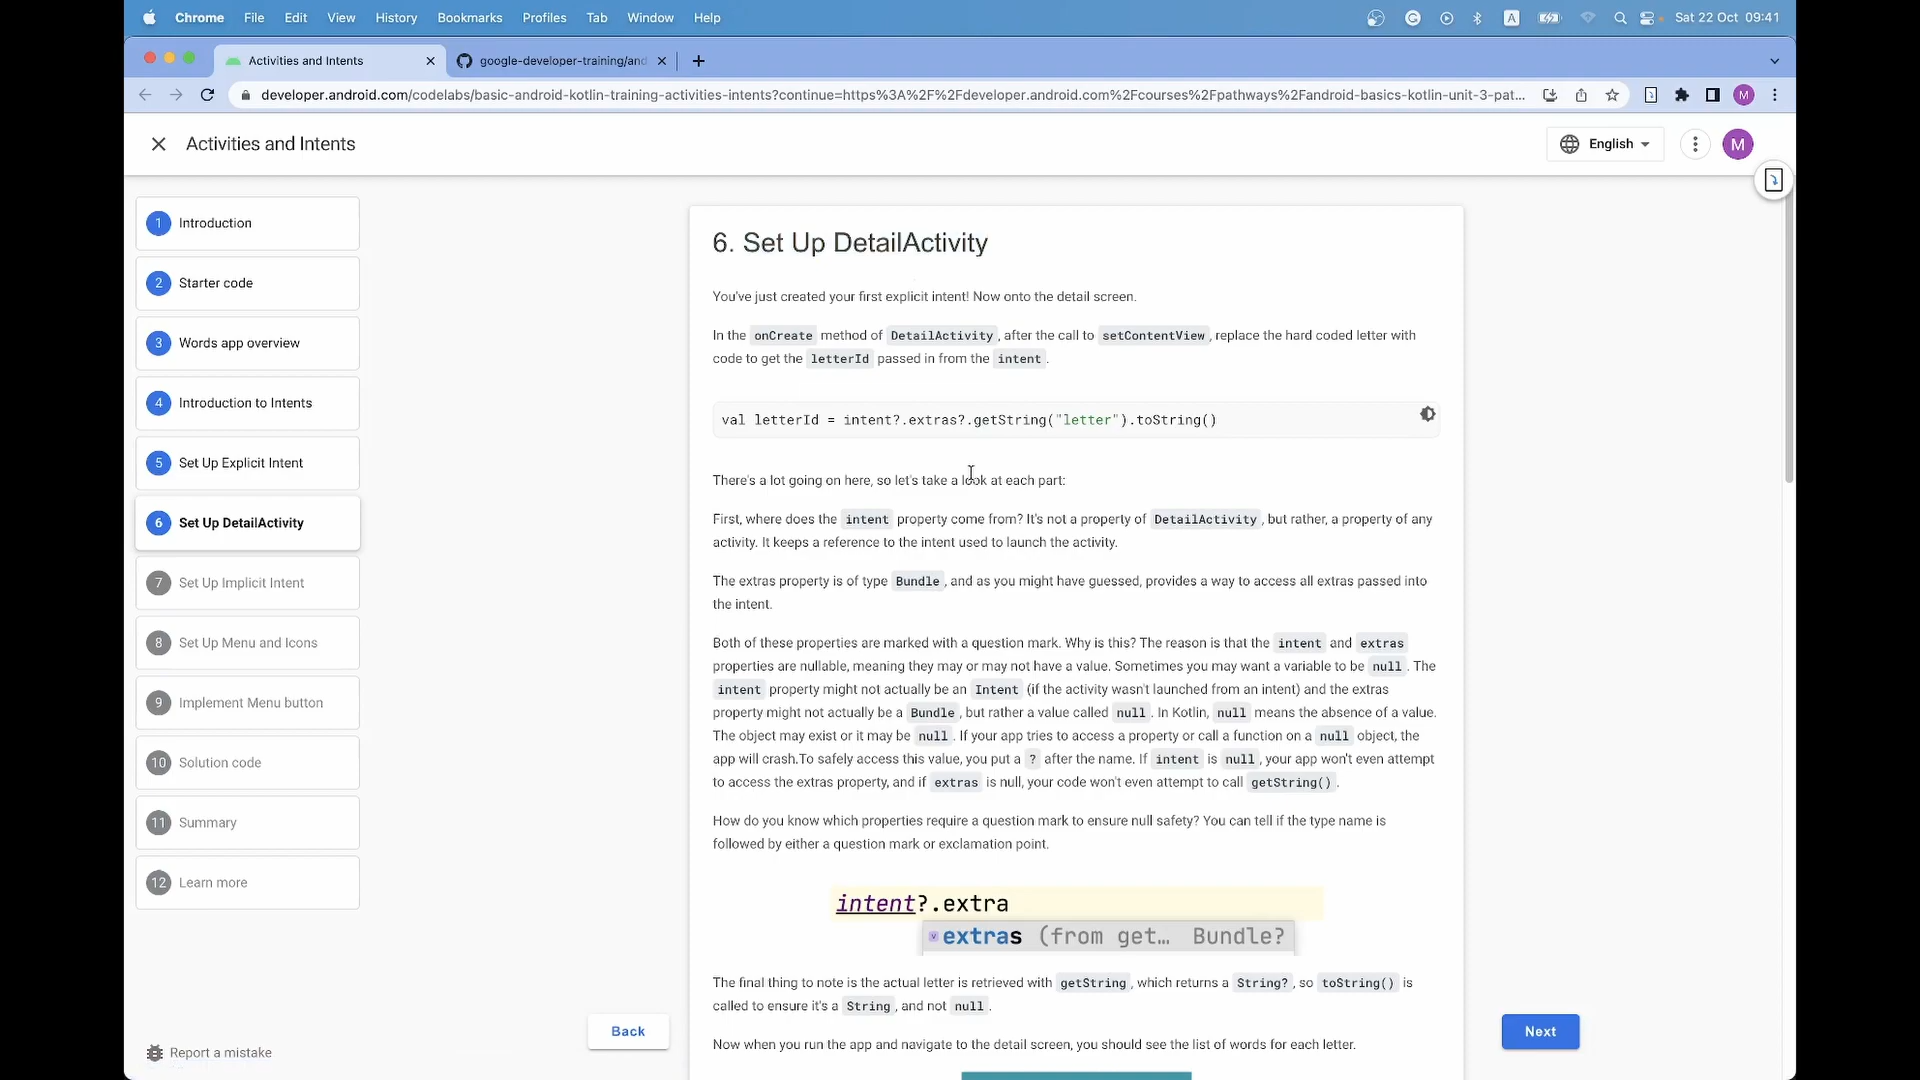 Chrome File Edit View History Bookmarks Profiles Tab Window Help
A Sat 22 Oct 09:41
Activities and Intents
google-developer-training/and
developer.android.com/codelabs/basic-android-kotlin-training-activities-intents?continue=https%3A%2F%2Fdeveloper.android.com%2Fcourses%2Fpathways%2Fandroid-basics-kotlin-unit-3-pat...
M
Activities and Intents
English
M
1 Introduction
2 Starter code
3 Words app overview
4 Introduction to Intents
5 Set Up Explicit Intent
6 Set Up DetailActivity
7 Set Up Implicit Intent
8 Set Up Menu and Icons
9 Implement Menu button
10 Solution code
11 Summary
12 Learn more
Report a mistake
6. Set Up DetailActivity
You've just created your first explicit intent! Now onto the detail screen.
In the onCreate method of DetailActivity, after the call to setContentView, replace the hard coded letter with
code to get the letterId passed in from the intent.
val letterId = intent?.extras?.getString("letter").toString()
There's a lot going on here, so let's take a look at each part:
First, where does the intent property come from? It's not a property of DetailActivity, but rather, a property of any
activity. It keeps a reference to the intent used to launch the activity.
The extras property is of type Bundle, and as you might have guessed, provides a way to access all extras passed into
the intent.
Both of these properties are marked with a question mark. Why is this? The reason is that the intent and extras
properties are nullable, meaning they may or may not have a value. Sometimes you may want a variable to be null. The
intent property might not actually be an Intent (if the activity wasn't launched from an intent) and the extras
property might not actually be a Bundle, but rather a value called null. In Kotlin, null means the absence of a value.
The object may exist or it may be null. If your app tries to access a property or call a function on a null object, the
app will crash.To safely access this value, you put a ? after the name. If intent is null, your app won't even attempt
to access the extras property, and if extras is null, your code won't even attempt to call getString().
How do you know which properties require a question mark to ensure null safety? You can tell if the type name is
followed by either a question mark or exclamation point.
intent?.extra
extras (from get... Bundle?
The final thing to note is the actual letter is retrieved with getString, which returns a String?, so toString() is
called to ensure it's a String, and not null.
Now when you run the app and navigate to the detail screen, you should see the list of words for each letter.
Back
Next